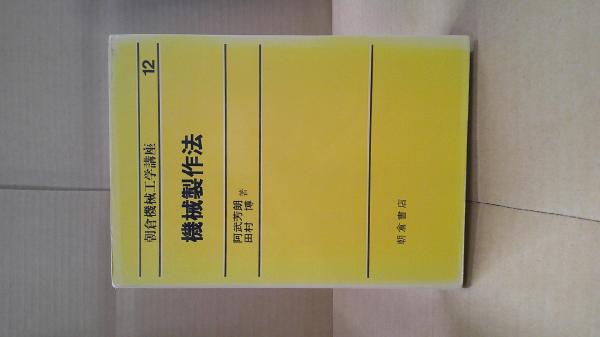 朝倉機械工学講座 12
機械製作法
阿武芳朗
田村 博 著
朝倉書店